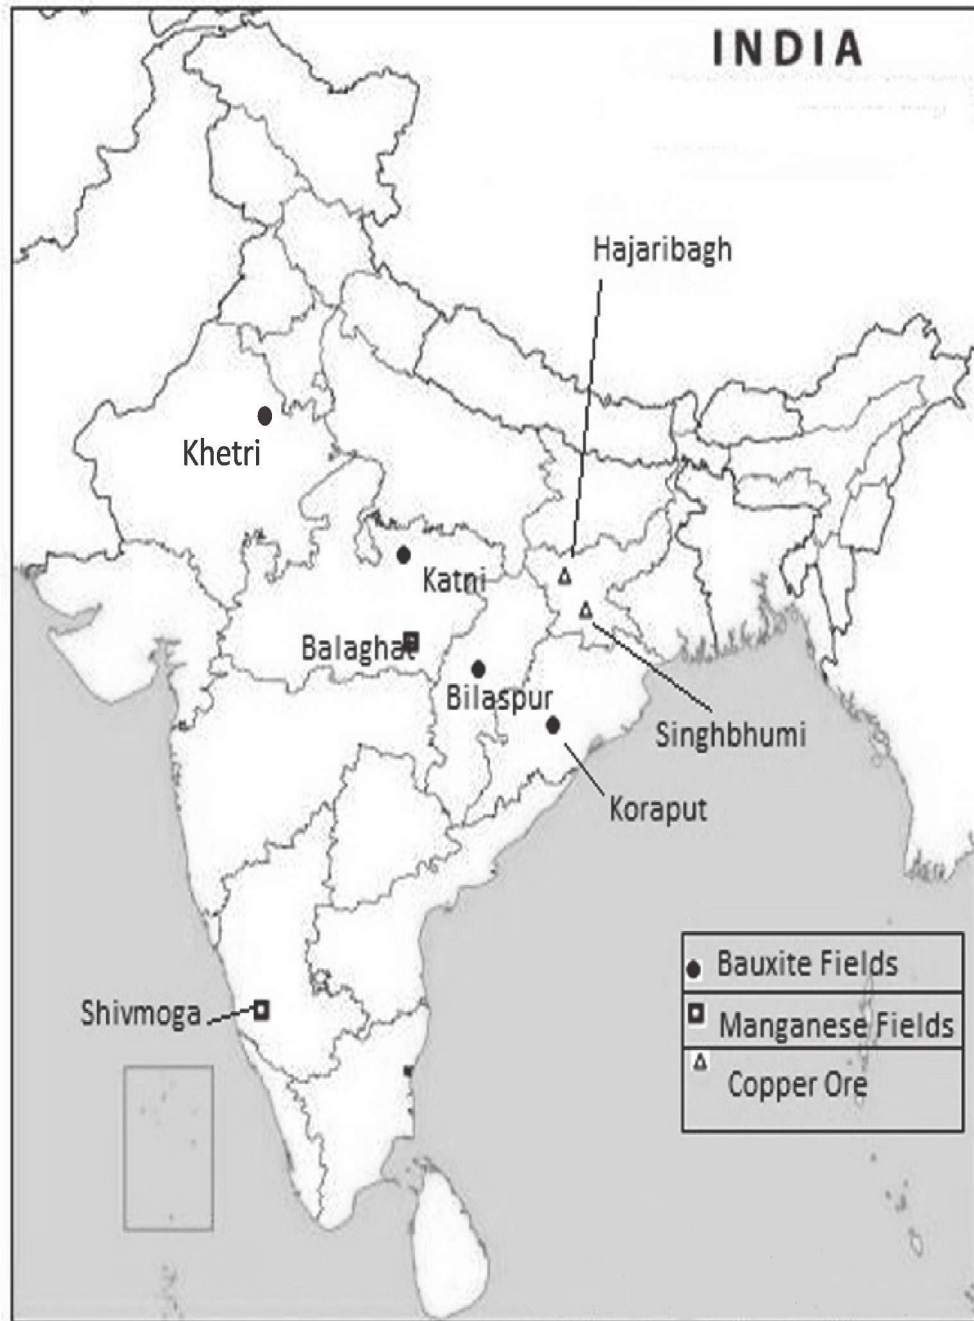 INDIA
Hajaribagh
Khetri
Katni
Balaghat
Bilaspur
Singhbhumi
Koraput
Shivmoga
Bauxite Fields
Manganese Fields
Copper Ore